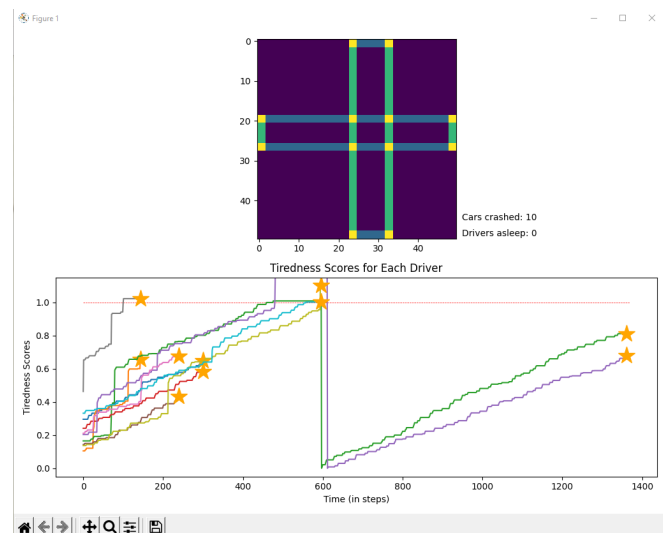 Figure 1
0
10
20
30
40
0 20 40
Cars crashed: 10
Drivers asleep: 0
Tiredness Scores for Each Driver
1.0
0.8
0.6
0.4
0.2
0.0
Tiredness Scores
0 200 400 600 800 1000 1200 1400
Time (in steps)